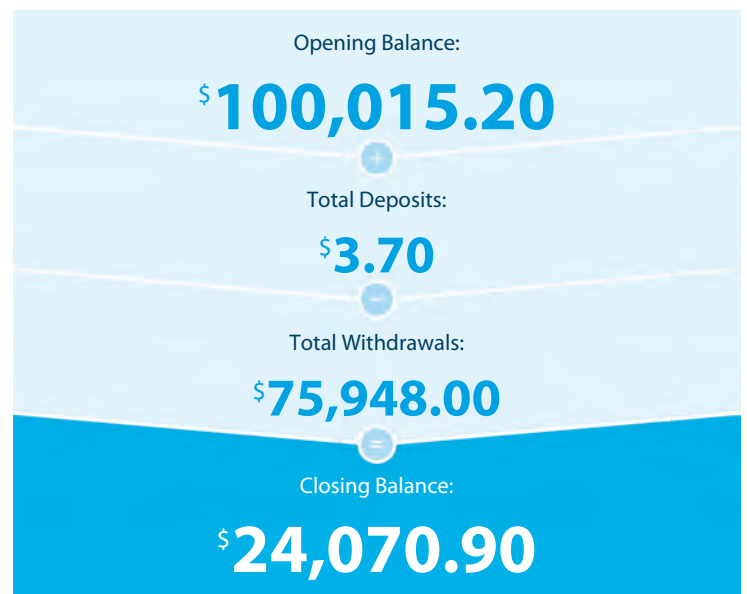 Opening Balance:
$100,015.20
+
Total Deposits:
$3.70
-
Total Withdrawals:
$75,948.00
=
Closing Balance:
$24,070.90